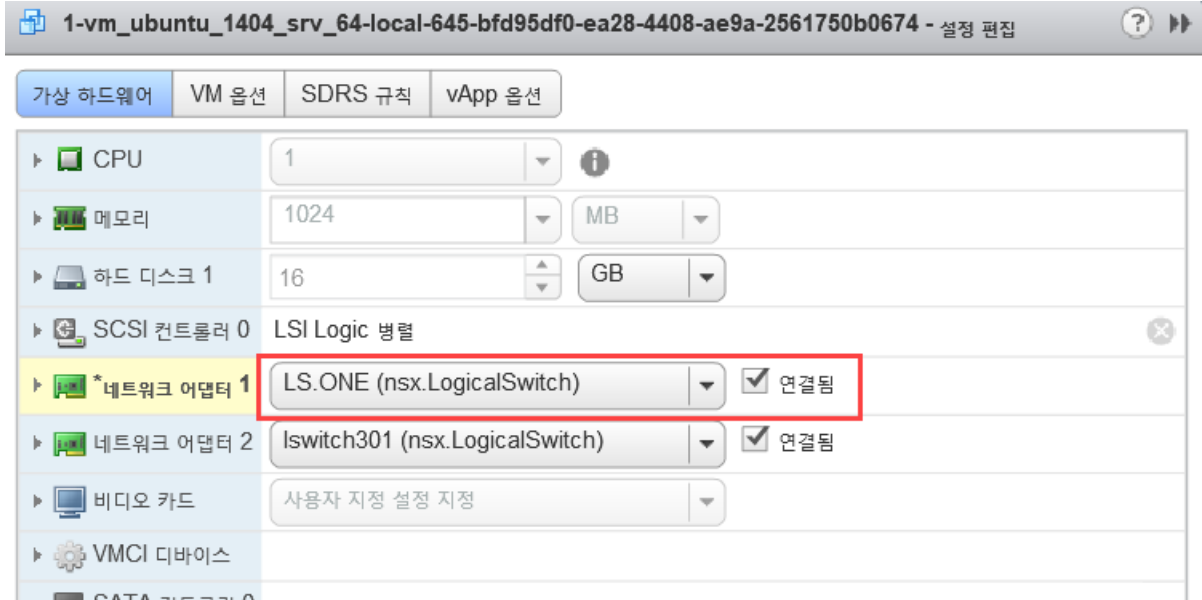 1-vm_ubuntu_1404_srv_64-local-645-bfd95df0-ea28-4408-ae9a-2561750b0674 - 설정 편집
가상 하드웨어 VM 옵션 SDRS 규칙 vApp 옵션
CPU 1
메모리 1024 MB
하드 디스크 1 16 GB
SCSI 컨트롤러 0 LSI Logic 병렬
*네트워크 어댑터 1 LS.ONE (nsx.LogicalSwitch) 연결됨
네트워크 어댑터 2 lswitch301 (nsx.LogicalSwitch) 연결됨
비디오 카드 사용자 지정 설정 지정
VMCI 디바이스